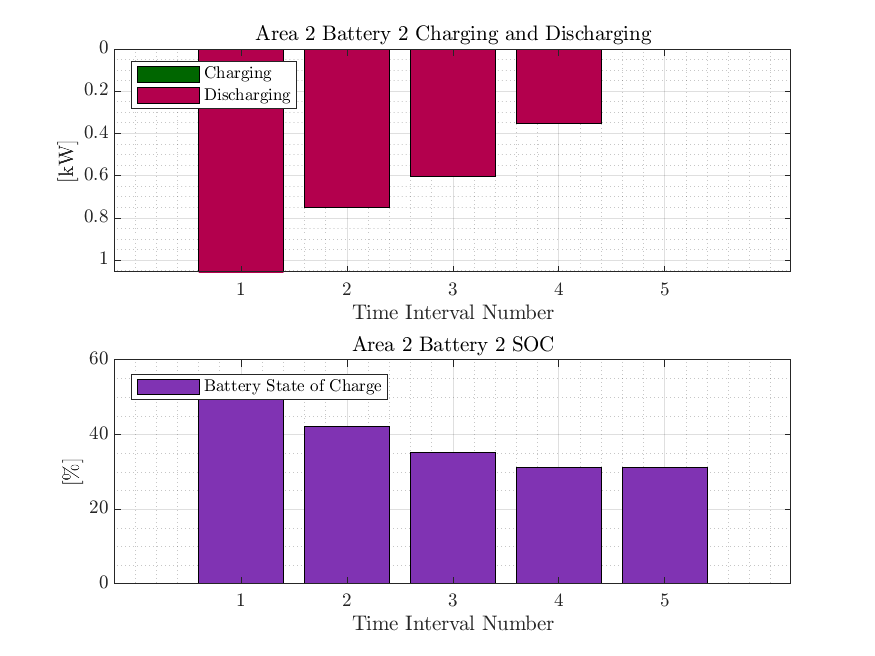 Area 2 Battery 2 Charging and Discharging
0
0.2
0.4
0.6
0.8
1
[kW]
Charging
Discharging
1 2 3 4 5
Time Interval Number
Area 2 Battery 2 SOC
60
40
20
0
[%]
Battery State of Charge
1 2 3 4 5
Time Interval Number